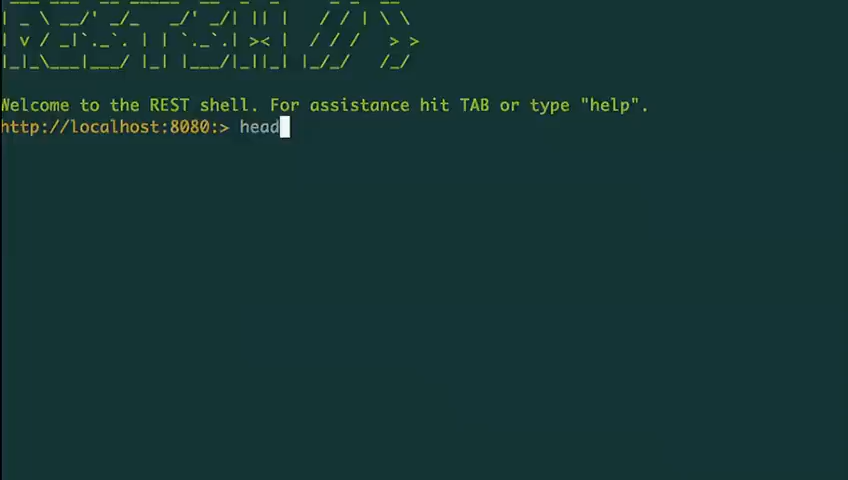 Welcome to the REST shell. For assistance hit TAB or type "help".
http://localhost:8080:> head